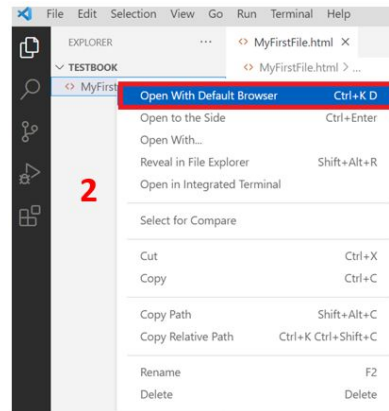 File Edit Selection View Go Run Terminal Help
EXPLORER ... <> MyFirstFile.html ×
TESTBOOK <> MyFirstFile.html > ...
<> MyFirst
Open With Default Browser Ctrl+K D
Open to the Side Ctrl+Enter
Open With...
Reveal in File Explorer Shift+Alt+R
Open in Integrated Terminal
2
Select for Compare
Cut Ctrl+X
Copy Ctrl+C
Copy Path Shift+Alt+C
Copy Relative Path Ctrl+K Ctrl+Shift+C
Rename F2
Delete Delete